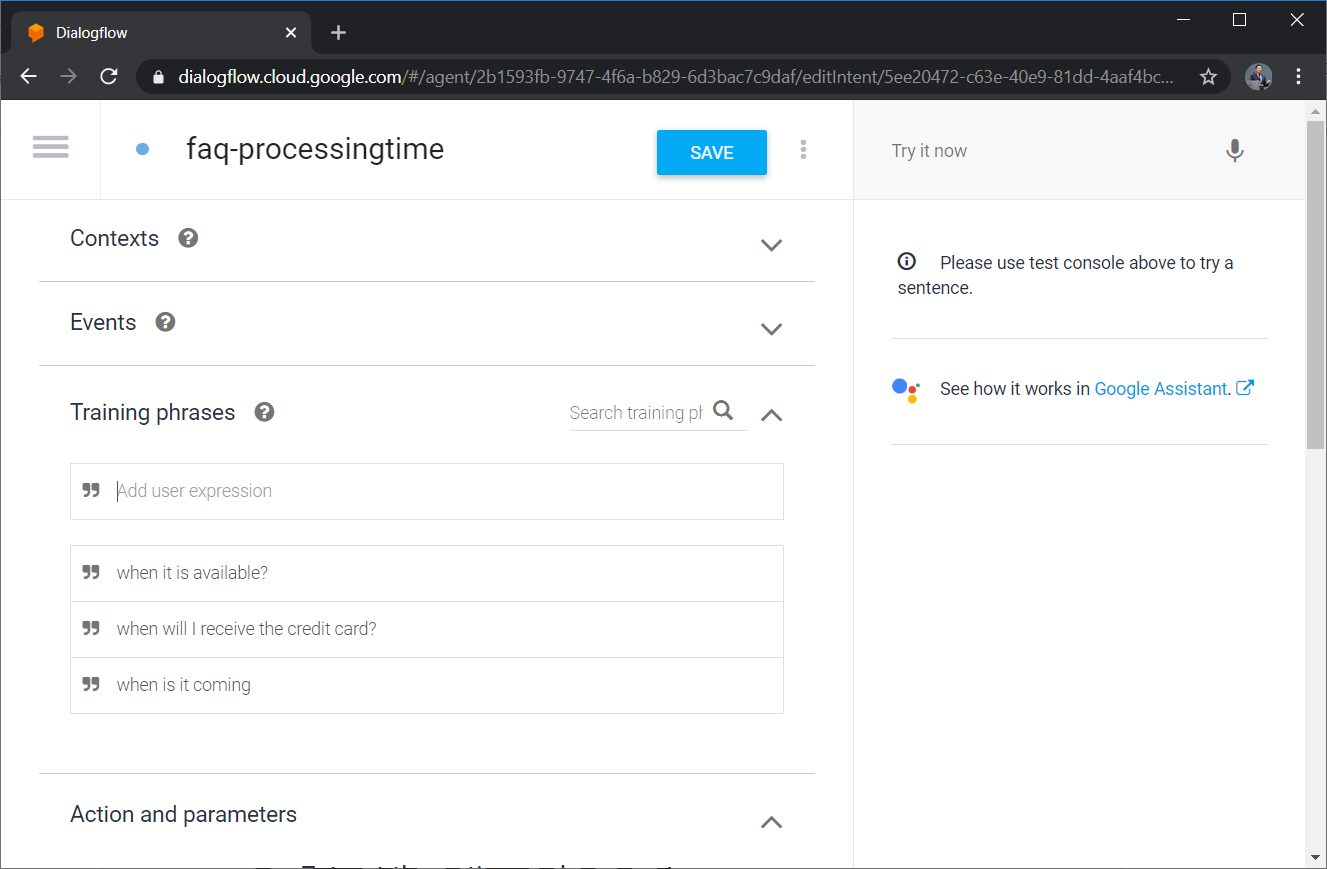 Dialogflow
dialogflow.cloud.google.com/#/agent/2b1593fb-9747-4f6a-b829-6d3bac7c9daf/editIntent/5ee20472-c63e-40e9-81dd-4aaf4bc...
faq-processingtime
SAVE
Try it now
Contexts
Please use test console above to try a
sentence.
Events
See how it works in Google Assistant.
Training phrases
Search training ph
Add user expression
when it is available?
when will I receive the credit card?
when is it coming
Action and parameters